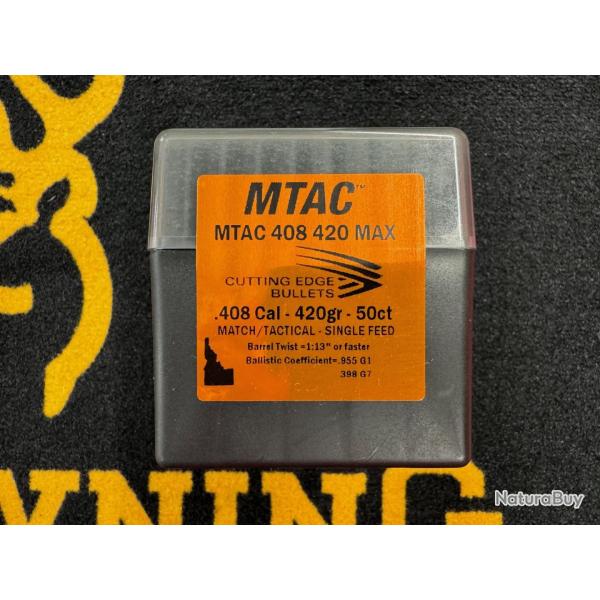 MTAC™
MTAC 408 420 MAX
CUTTING EDGE
BULLETS
.408 Cal - 420gr - 50ct
MATCH/TACTICAL - SINGLE FEED
Barrel Twist =1:13" or faster
Ballistic Coefficient=.955 G1
.398 G7
WNING
NaturaBuy